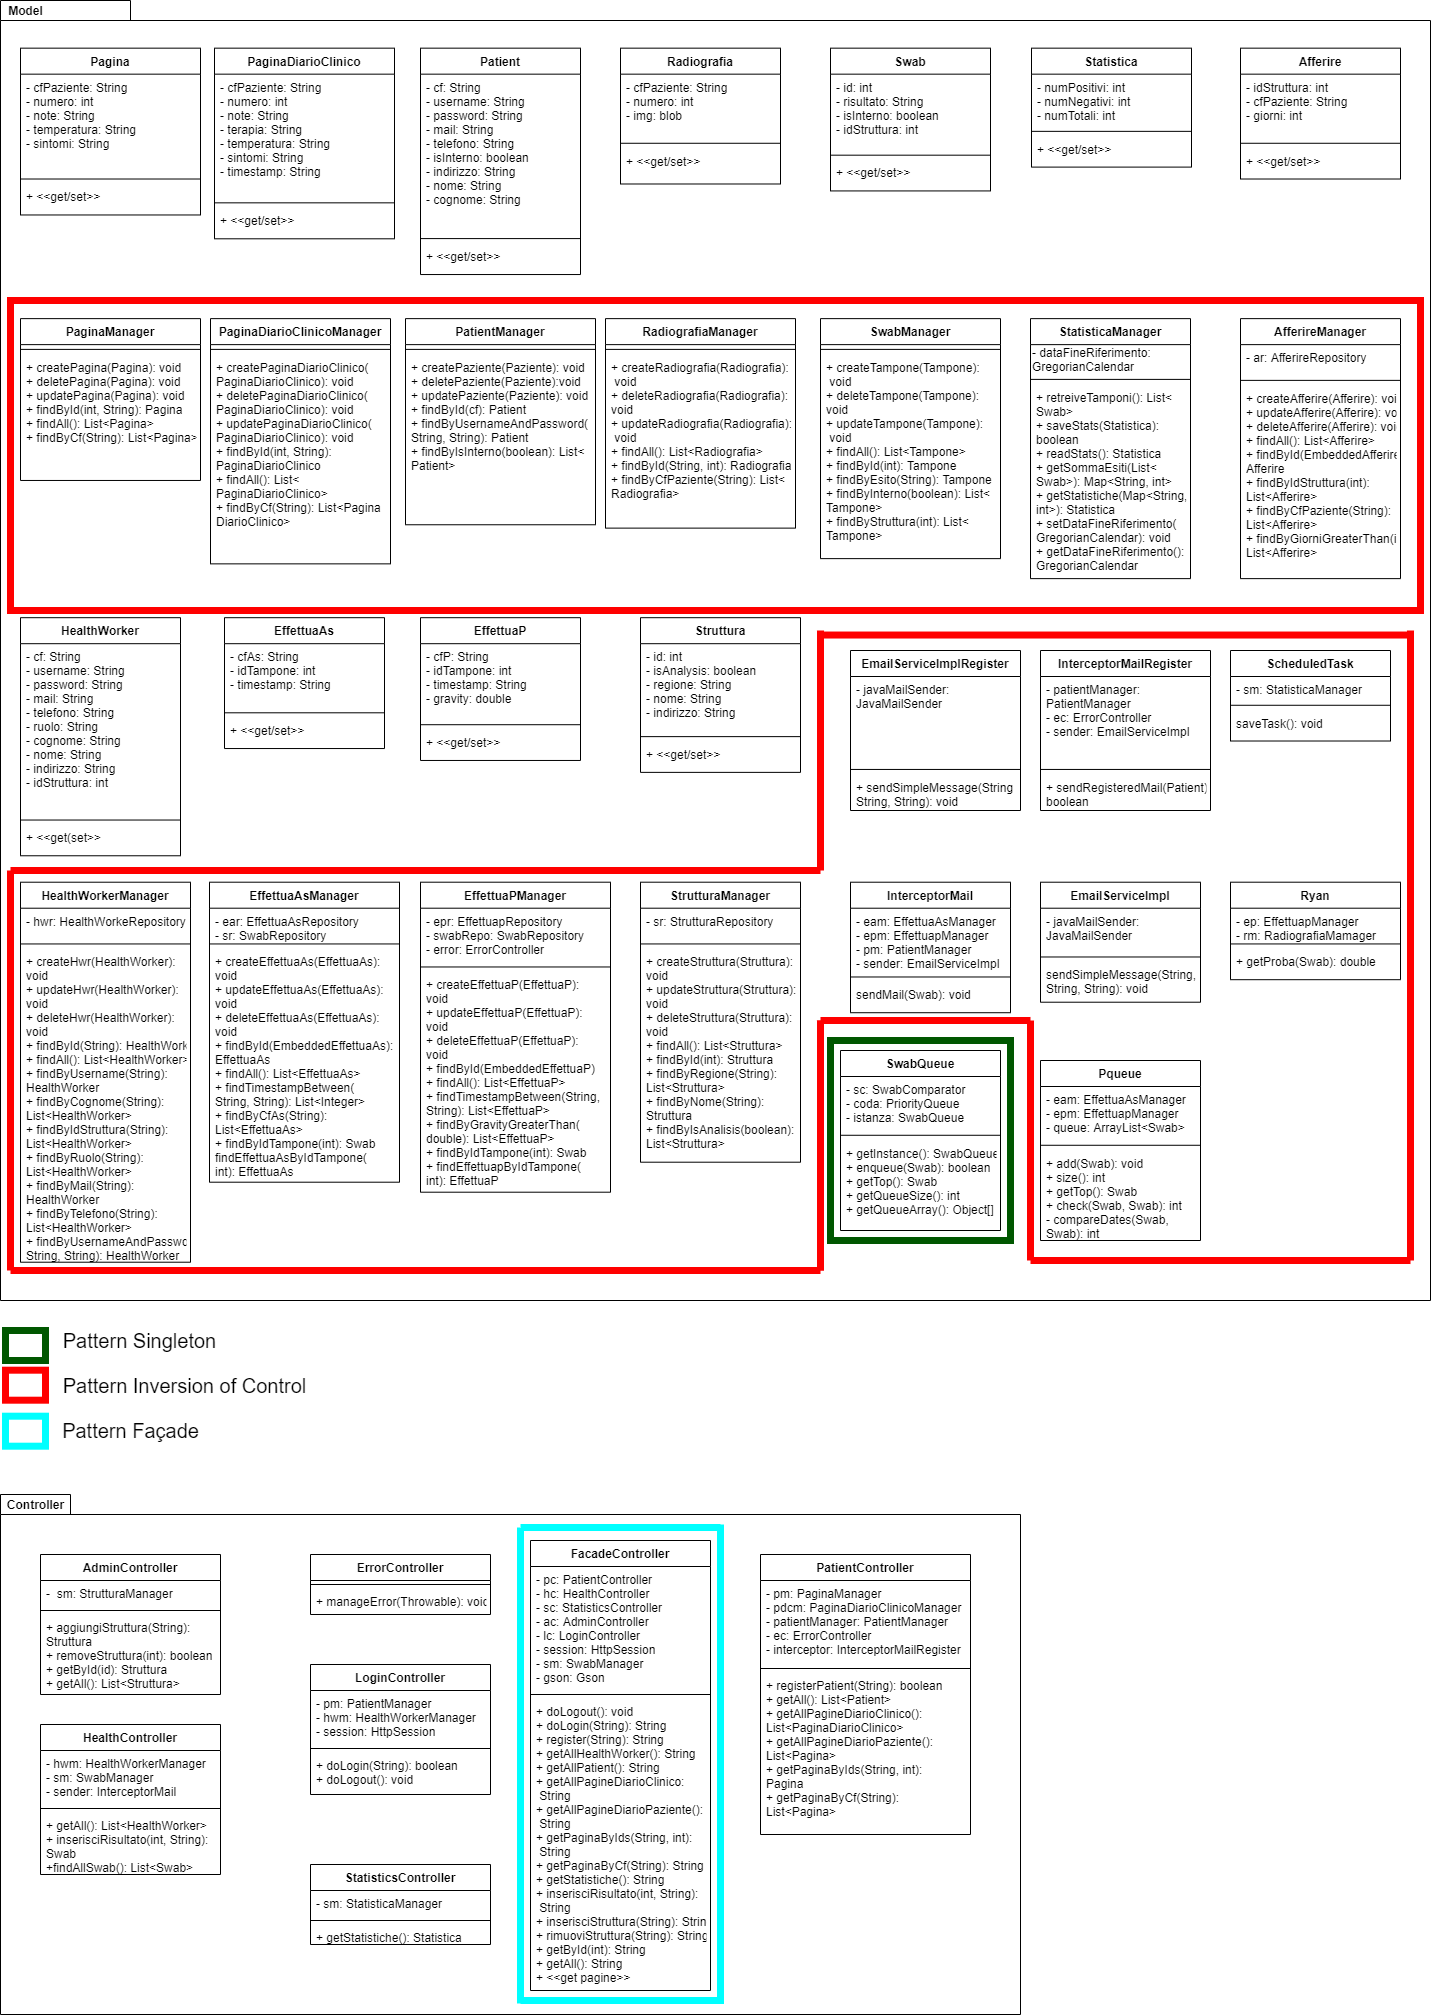 Model
Pagina
- cfPaziente: String
- numero: int
- note: String
- temperatura: String
- sintomi: String
+ <<get/set>>
PaginaDiarioClinico
- cfPaziente: String
- numero: int
- note: String
- terapia: String
- temperatura: String
- sintomi: String
- timestamp: String
+ <<get/set>>
Patient
- cf: String
- username: String
- password: String
- mail: String
- telefono: String
- isInterno: boolean
- indirizzo: String
- nome: String
- cognome: String
+ <<get/set>>
Radiografia
- cfPaziente: String
- numero: int
- img: blob
+ <<get/set>>
Swab
- id: int
- risultato: String
- isInterno: boolean
- idStruttura: int
+ <<get/set>>
Statistica
- numPositivi: int
- numNegativi: int
- numTotali: int
+ <<get/set>>
Afferire
- idStruttura: int
- cfPaziente: String
- giorni: int
+ <<get/set>>
PaginaManager
+ createPagina(Pagina): void
+ deletePagina(Pagina): void
+ updatePagina(Pagina): void
+ findById(int, String): Pagina
+ findAll(): List<Pagina>
+ findByCf(String): List<Pagina>
PaginaDiarioClinicoManager
+ createPaginaDiarioClinico(
PaginaDiarioClinico): void
+ deletePaginaDiarioClinico(
PaginaDiarioClinico): void
+ updatePaginaDiarioClinico(
PaginaDiarioClinico): void
+ findById(int, String):
PaginaDiarioClinico
+ findAll(): List<
PaginaDiarioClinico>
+ findByCf(String): List<Pagina
DiarioClinico>
PatientManager
+ createPaziente(Paziente): void
+ deletePaziente(Paziente):void
+ updatePaziente(Paziente): void
+ findById(cf): Patient
+ findByUsernameAndPassword(
String, String): Patient
+ findByIsInterno(boolean): List<
Patient>
RadiografiaManager
+ createRadiografia(Radiografia):
void
+ deleteRadiografia(Radiografia):
void
+ updateRadiografia(Radiografia):
void
+ findAll(): List<Radiografia>
+ findById(String, int): Radiografia
+ findByCfPaziente(String): List<
Radiografia>
SwabManager
+ createTampone(Tampone):
void
+ deleteTampone(Tampone):
void
+ updateTampone(Tampone):
void
+ findAll(): List<Tampone>
+ findById(int): Tampone
+ findByEsito(String): Tampone
+ findByInterno(boolean): List<
Tampone>
+ findByStruttura(int): List<
Tampone>
StatisticaManager
- dataFineRiferimento:
GregorianCalendar
+ retreiveTamponi(): List<
Swab>
+ saveStats(Statistica):
boolean
+ readStats(): Statistica
+ getSommaEsiti(List<
Swab>): Map<String, int>
+ getStatistiche(Map<String,
int>): Statistica
+ setDataFineRiferimento(
GregorianCalendar): void
+ getDataFineRiferimento():
GregorianCalendar
AfferireManager
- ar: AfferireRepository
+ createAfferire(Afferire): voi
+ updateAfferire(Afferire): vo
+ deleteAfferire(Afferire): voi
+ findAll(): List<Afferire>
+ findById(EmbeddedAfferire
Afferire
+ findByIdStruttura(int):
List<Afferire>
+ findByCfPaziente(String):
List<Afferire>
+ findByGiorniGreaterThan(i
List<Afferire>
HealthWorker
- cf: String
- username: String
- password: String
- mail: String
- telefono: String
- ruolo: String
- cognome: String
- nome: String
- indirizzo: String
- idStruttura: int
+ <<get(set>>
EffettuaAs
- cfAs: String
- idTampone: int
- timestamp: String
+ <<get/set>>
EffettuaP
- cfP: String
- idTampone: int
- timestamp: String
- gravity: double
+ <<get/set>>
Struttura
- id: int
- isAnalysis: boolean
- regione: String
- nome: String
- indirizzo: String
+ <<get/set>>
EmailServiceImplRegister
- javaMailSender:
JavaMailSender
+ sendSimpleMessage(String
String, String): void
InterceptorMailRegister
- patientManager:
PatientManager
- ec: ErrorController
- sender: EmailServiceImpl
+ sendRegisteredMail(Patient)
boolean
ScheduledTask
- sm: StatisticaManager
saveTask(): void
HealthWorkerManager
- hwr: HealthWorkeRepository
+ createHwr(HealthWorker):
void
+ updateHwr(HealthWorker):
void
+ deleteHwr(HealthWorker):
void
+ findById(String): HealthWork
+ findAll(): List<HealthWorker>
+ findByUsername(String):
HealthWorker
+ findByCognome(String):
List<HealthWorker>
+ findByIdStruttura(String):
List<HealthWorker>
+ findByRuolo(String):
List<HealthWorker>
+ findByMail(String):
HealthWorker
+ findByTelefono(String):
List<HealthWorker>
+ findByUsernameAndPasswo
String, String): HealthWorker
EffettuaAsManager
- ear: EffettuaAsRepository
- sr: SwabRepository
+ createEffettuaAs(EffettuaAs):
void
+ updateEffettuaAs(EffettuaAs):
void
+ deleteEffettuaAs(EffettuaAs):
void
+ findById(EmbeddedEffettuaAs):
EffettuaAs
+ findAll(): List<EffettuaAs>
+ findTimestampBetween(
String, String): List<Integer>
+ findByCfAs(String):
List<EffettuaAs>
+ findByIdTampone(int): Swab
findEffettuaAsByIdTampone(
int): EffettuaAs
EffettuaPManager
- epr: EffettuapRepository
- swabRepo: SwabRepository
- error: ErrorController
+ createEffettuaP(EffettuaP):
void
+ updateEffettuaP(EffettuaP):
void
+ deleteEffettuaP(EffettuaP):
void
+ findById(EmbeddedEffettuaP)
+ findAll(): List<EffettuaP>
+ findTimestampBetween(String,
String): List<EffettuaP>
+ findByGravityGreaterThan(
double): List<EffettuaP>
+ findByIdTampone(int): Swab
+ findEffettuapByIdTampone(
int): EffettuaP
StrutturaManager
- sr: StrutturaRepository
+ createStruttura(Struttura):
void
+ updateStruttura(Struttura):
void
+ deleteStruttura(Struttura):
void
+ findAll(): List<Struttura>
+ findById(int): Struttura
+ findByRegione(String):
List<Struttura>
+ findByNome(String):
Struttura
+ findByIsAnalisis(boolean):
List<Struttura>
InterceptorMail
- eam: EffettuaAsManager
- epm: EffettuapManager
- pm: PatientManager
- sender: EmailServiceImpl
sendMail(Swab): void
EmailServiceImpl
- javaMailSender:
JavaMailSender
sendSimpleMessage(String,
String, String): void
Ryan
- ep: EffettuapManager
- rm: RadiografiaMamager
+ getProba(Swab): double
SwabQueue
- sc: SwabComparator
- coda: PriorityQueue
- istanza: SwabQueue
+ getInstance(): SwabQueue
+ enqueue(Swab): boolean
+ getTop(): Swab
+ getQueueSize(): int
+ getQueueArray(): Object[]
Pqueue
- eam: EffettuaAsManager
- epm: EffettuapManager
- queue: ArrayList<Swab>
+ add(Swab): void
+ size(): int
+ getTop(): Swab
+ check(Swab, Swab): int
- compareDates(Swab,
Swab): int
Pattern Singleton
Pattern Inversion of Control
Pattern Façade
Controller
AdminController
- sm: StrutturaManager
+ aggiungiStruttura(String):
Struttura
+ removeStruttura(int): boolean
+ getById(id): Struttura
+ getAll(): List<Struttura>
HealthController
- hwm: HealthWorkerManager
- sm: SwabManager
- sender: InterceptorMail
+ getAll(): List<HealthWorker>
+ inserisciRisultato(int, String):
Swab
+findAllSwab(): List<Swab>
ErrorController
+ manageError(Throwable): voic
LoginController
- pm: PatientManager
- hwm: HealthWorkerManager
- session: HttpSession
+ doLogin(String): boolean
+ doLogout(): void
StatisticsController
- sm: StatisticaManager
+ getStatistiche(): Statistica
FacadeController
- pc: PatientController
- hc: HealthController
- sc: StatisticsController
- ac: AdminController
- lc: LoginController
- session: HttpSession
- sm: SwabManager
- gson: Gson
+ doLogout(): void
+ doLogin(String): String
+ register(String): String
+ getAllHealthWorker(): String
+ getAllPatient(): String
+ getAllPagineDiarioClinico:
String
+ getAllPagineDiarioPaziente():
String
+ getPaginaByIds(String, int):
String
+ getPaginaByCf(String): String
+ getStatistiche(): String
+ inserisciRisultato(int, String):
String
+ inserisciStruttura(String): Strin
+ rimuoviStruttura(String): String
+ getById(int): String
+ getAll(): String
+ <<get pagine>>
PatientController
- pm: PaginaManager
- pdcm: PaginaDiarioClinicoManager
- patientManager: PatientManager
- ec: ErrorController
- interceptor: InterceptorMailRegister
+ registerPatient(String): boolean
+ getAll(): List<Patient>
+ getAllPagineDiarioClinico():
List<PaginaDiarioClinico>
+ getAllPagineDiarioPaziente():
List<Pagina>
+ getPaginaByIds(String, int):
Pagina
+ getPaginaByCf(String):
List<Pagina>